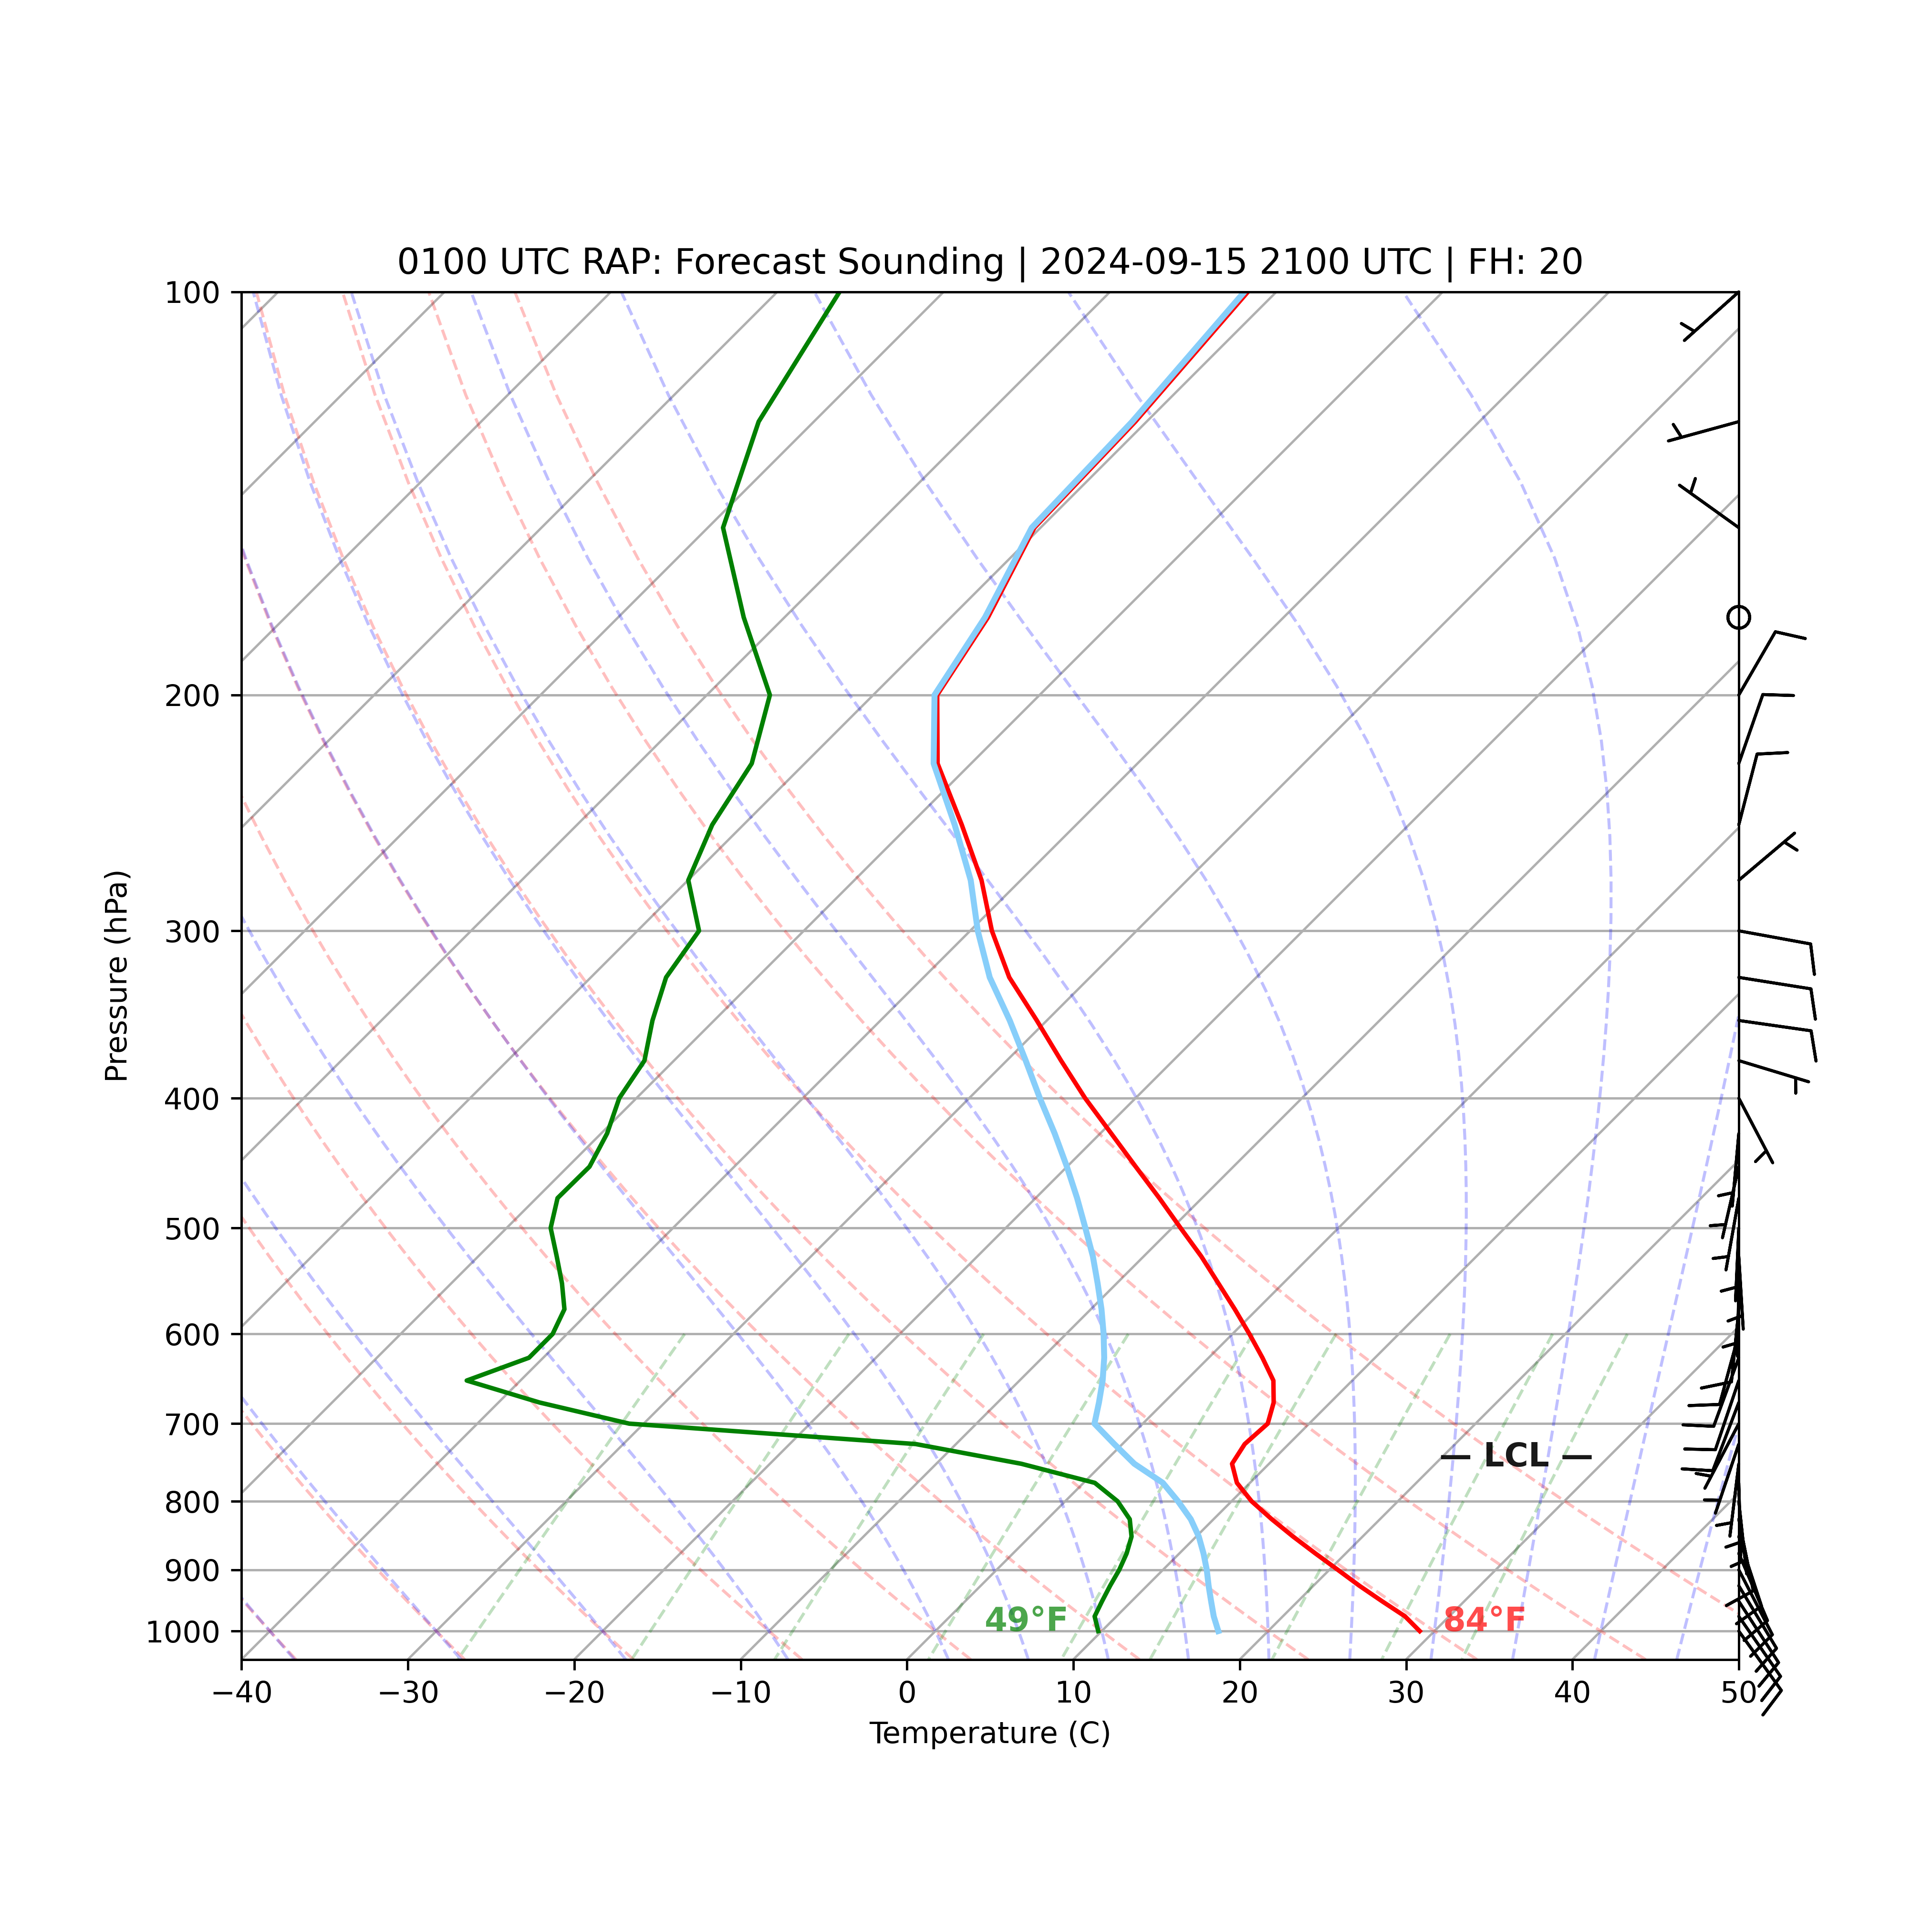 0100 UTC RAP: Forecast Sounding | 2024-09-15 2100 UTC | FH: 20
100
200
300
400
500
600
700
800
900
1000
Pressure (hPa)
— LCL —
49°F
84°F
−40 −30 −20 −10 0 10 20 30 40 50
Temperature (C)